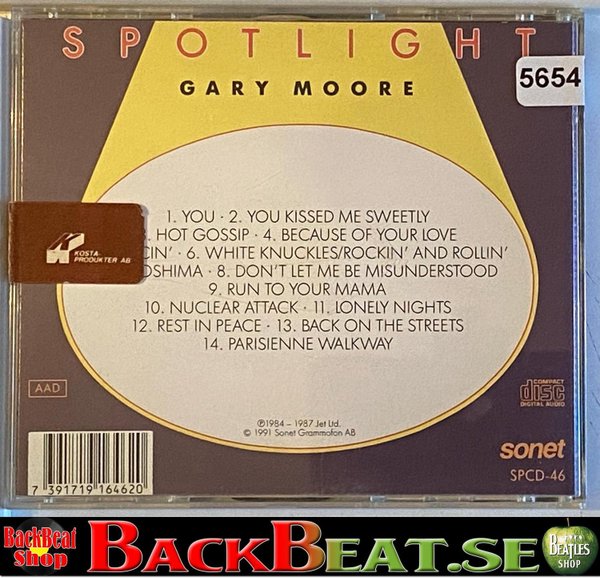 SPOTLIGHT
GARY MOORE
5654
1. YOU · 2. YOU KISSED ME SWEETLY
HOT GOSSIP · 4. BECAUSE OF YOUR LOVE
CIN' · 6. WHITE KNUCKLES/ROCKIN' AND ROLLIN'
OSHIMA · 8. DON'T LET ME BE MISUNDERSTOOD
9. RUN TO YOUR MAMA
10. NUCLEAR ATTACK · 11. LONELY NIGHTS
12. REST IN PEACE · 13. BACK ON THE STREETS
14. PARISIENNE WALKWAY
KOSTA-
PRODUKTER AB
AAD
COMPACT
disc
DIGITAL AUDIO
℗1984 – 1987 Jet Ltd.
© 1991 Sonet Grammofon AB
sonet
SPCD-46
7 391719 164620
BackBeat
Shop
BACKBEAT.SE
THE
BEATLES
SHOP